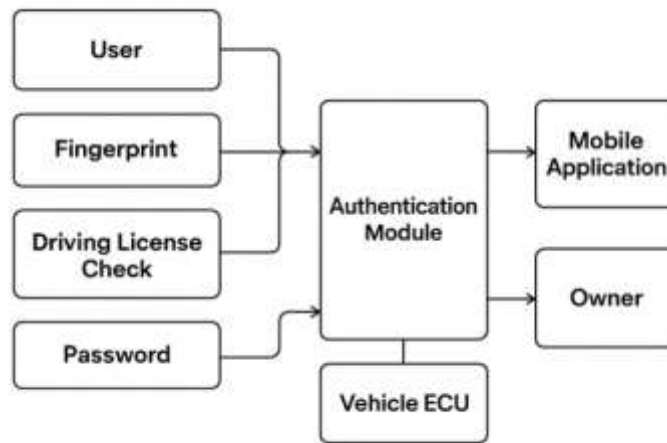 User
Fingerprint
Driving License
Check
Password
Authentication
Module
Vehicle ECU
Mobile
Application
Owner